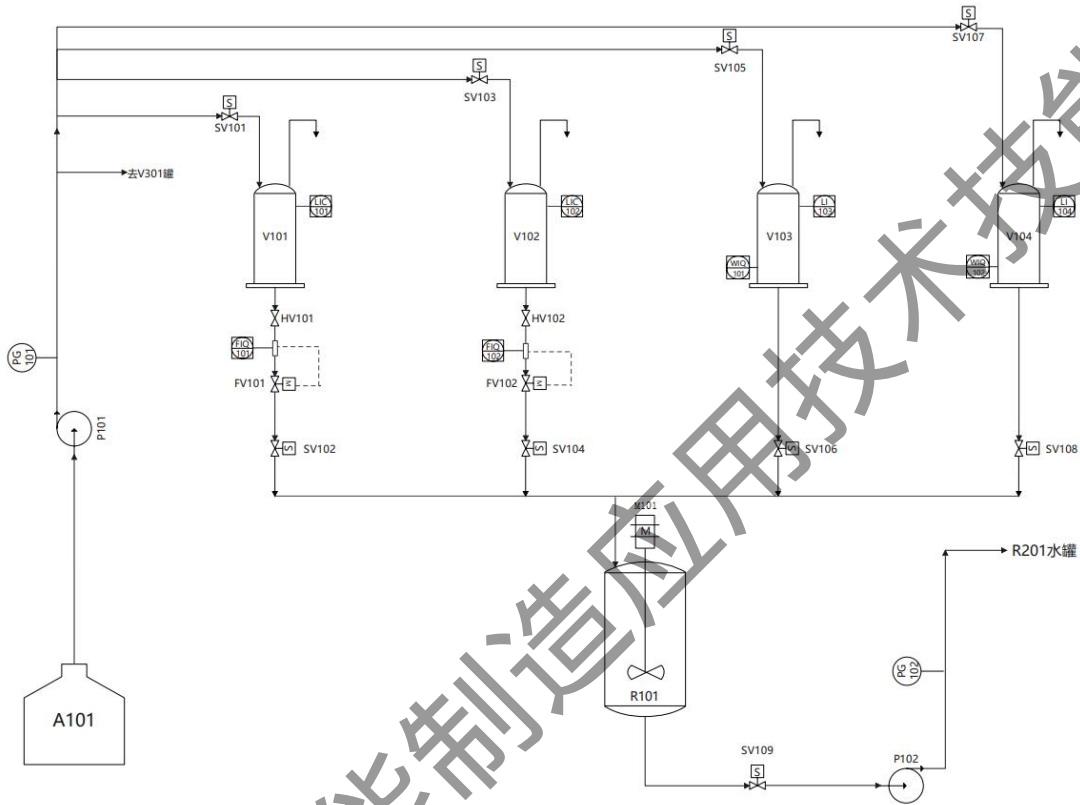 S
SV107
S
SV105
S
SV103
S
SV101
去V301罐
LIC
101
V101
LIC
102
V102
LI
103
V103
WIQ
101
LI
104
V104
WIQ
102
HV101
HV102
FIQ
101
FIQ
102
PG
101
FV101
M
FV102
M
P101
S
SV102
S
SV104
S
SV106
S
SV108
M101
M
R201水罐
PG
102
R101
A101
SV109
S
P102
能制造应用技术技能